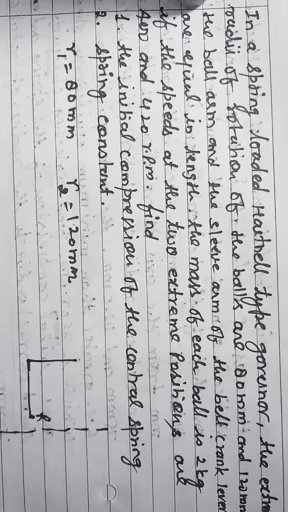 In a spring loaded Hartnell type governor, the extre
radii of rotation of the balls are 80mm and 120mm
the ball arm and the sleeve arm of the bell crank lever
are equal in length. the mass of each ball is 2kg
if the speeds at the two extreme positions are
400 and 420 rpm. find
1. the initial compression of the central spring
2. spring constant.
r₁ = 80mm r₂ = 120mm